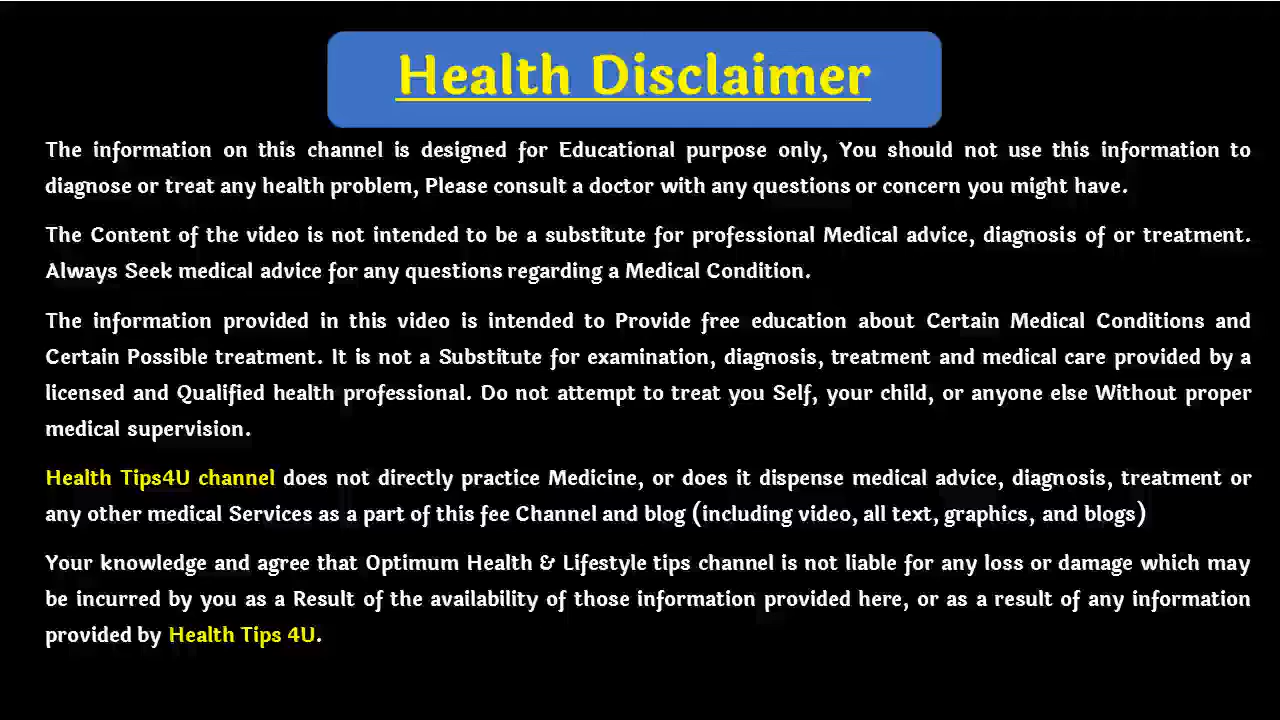 Health Disclaimer
The information on this channel is designed for Educational purpose only, You should not use this information to
diagnose or treat any health problem, Please consult a doctor with any questions or concern you might have.
The Content of the video is not intended to be a substitute for professional Medical advice, diagnosis of or treatment.
Always Seek medical advice for any questions regarding a Medical Condition.
The information provided in this video is intended to Provide free education about Certain Medical Conditions and
Certain Possible treatment. It is not a Substitute for examination, diagnosis, treatment and medical care provided by a
licensed and Qualified health professional. Do not attempt to treat you Self, your child, or anyone else Without proper
medical supervision.
Health Tips4U channel does not directly practice Medicine, or does it dispense medical advice, diagnosis, treatment or
any other medical Services as a part of this fee Channel and blog (including video, all text, graphics, and blogs)
Your knowledge and agree that Optimum Health & Lifestyle tips channel is not liable for any loss or damage which may
be incurred by you as a Result of the availability of those information provided here, or as a result of any information
provided by Health Tips 4U.